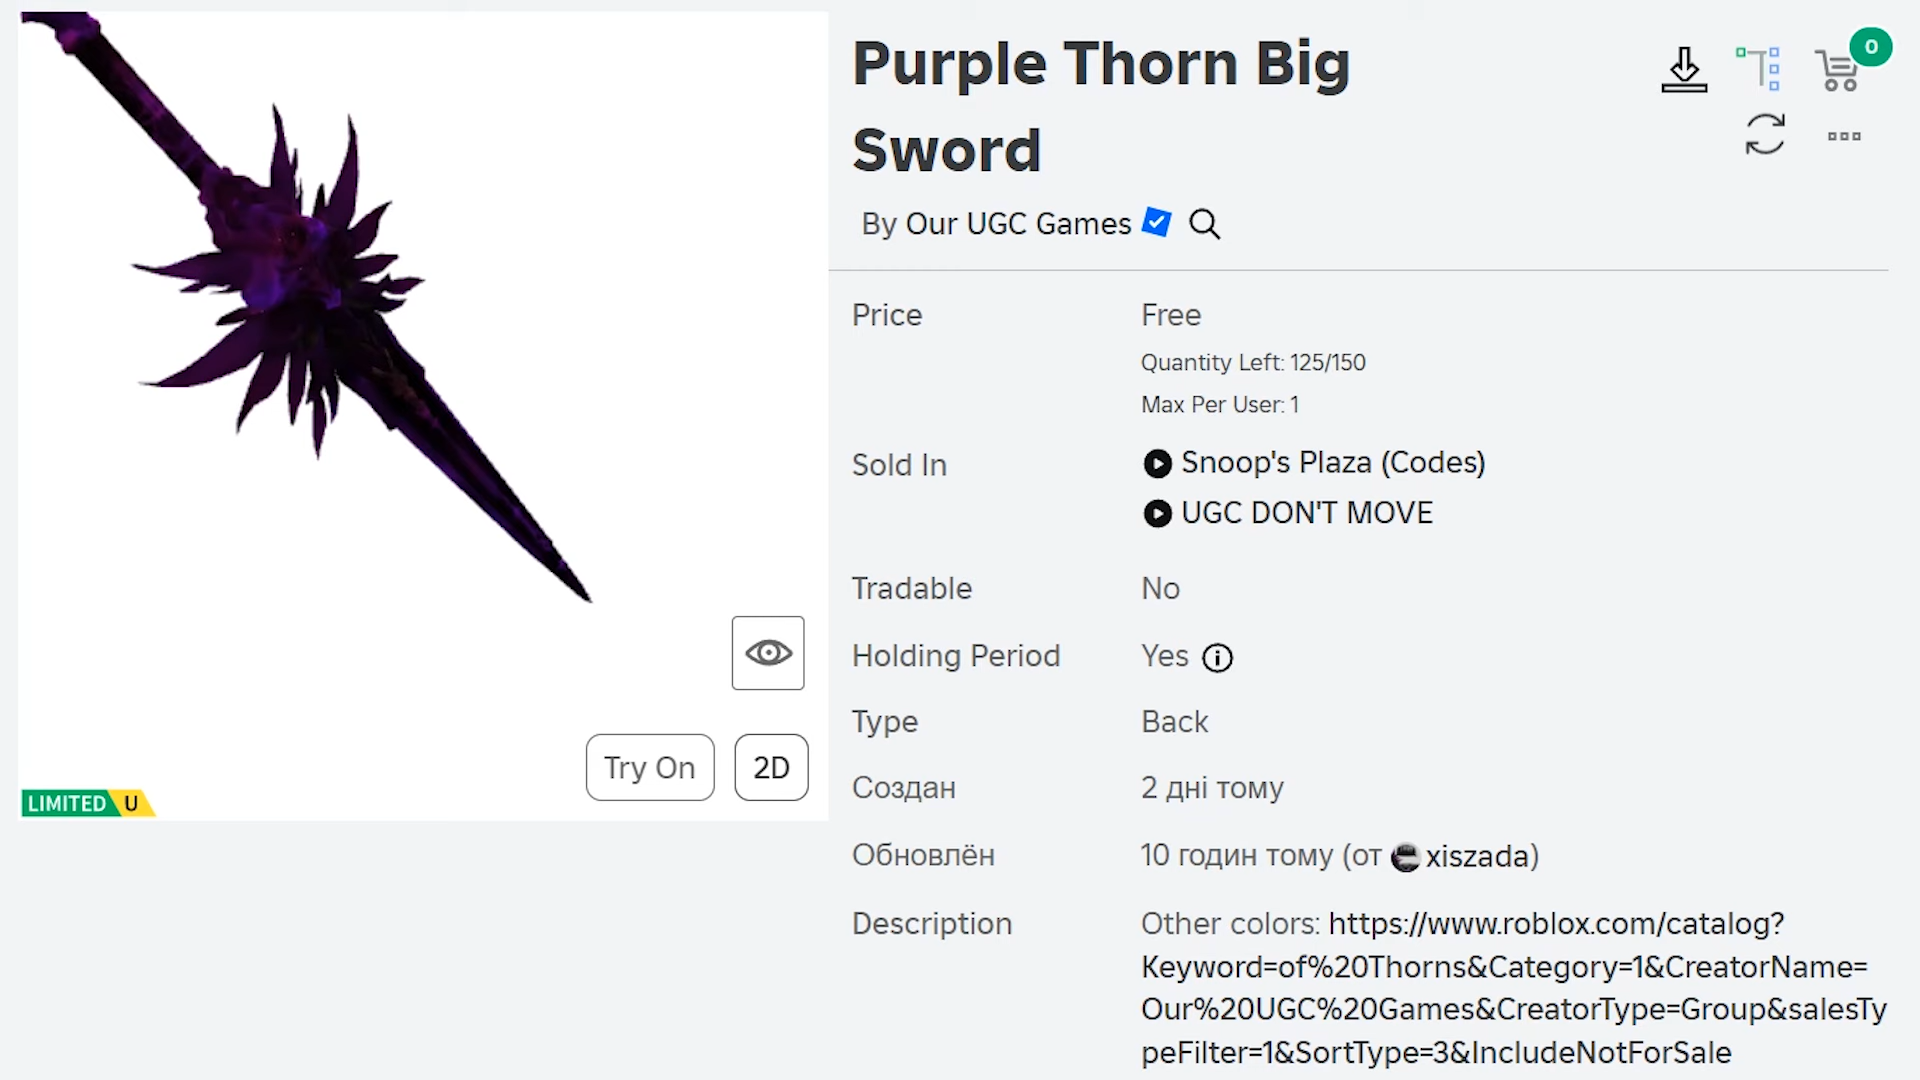 Purple Thorn Big
Sword
0
By Our UGC Games
Price
Free
Quantity Left: 125/150
Max Per User: 1
Sold In
Snoop's Plaza (Codes)
UGC DON'T MOVE
Tradable
No
Holding Period
Yes
Type
Back
Try On
2D
Создан
2 дні тому
LIMITED U
Обновлён
10 годин тому (от xiszada)
Description
Other colors: https://www.roblox.com/catalog?
Keyword=of%20Thorns&Category=1&CreatorName=
Our%20UGC%20Games&CreatorType=Group&salesTy
peFilter=1&SortType=3&IncludeNotForSale